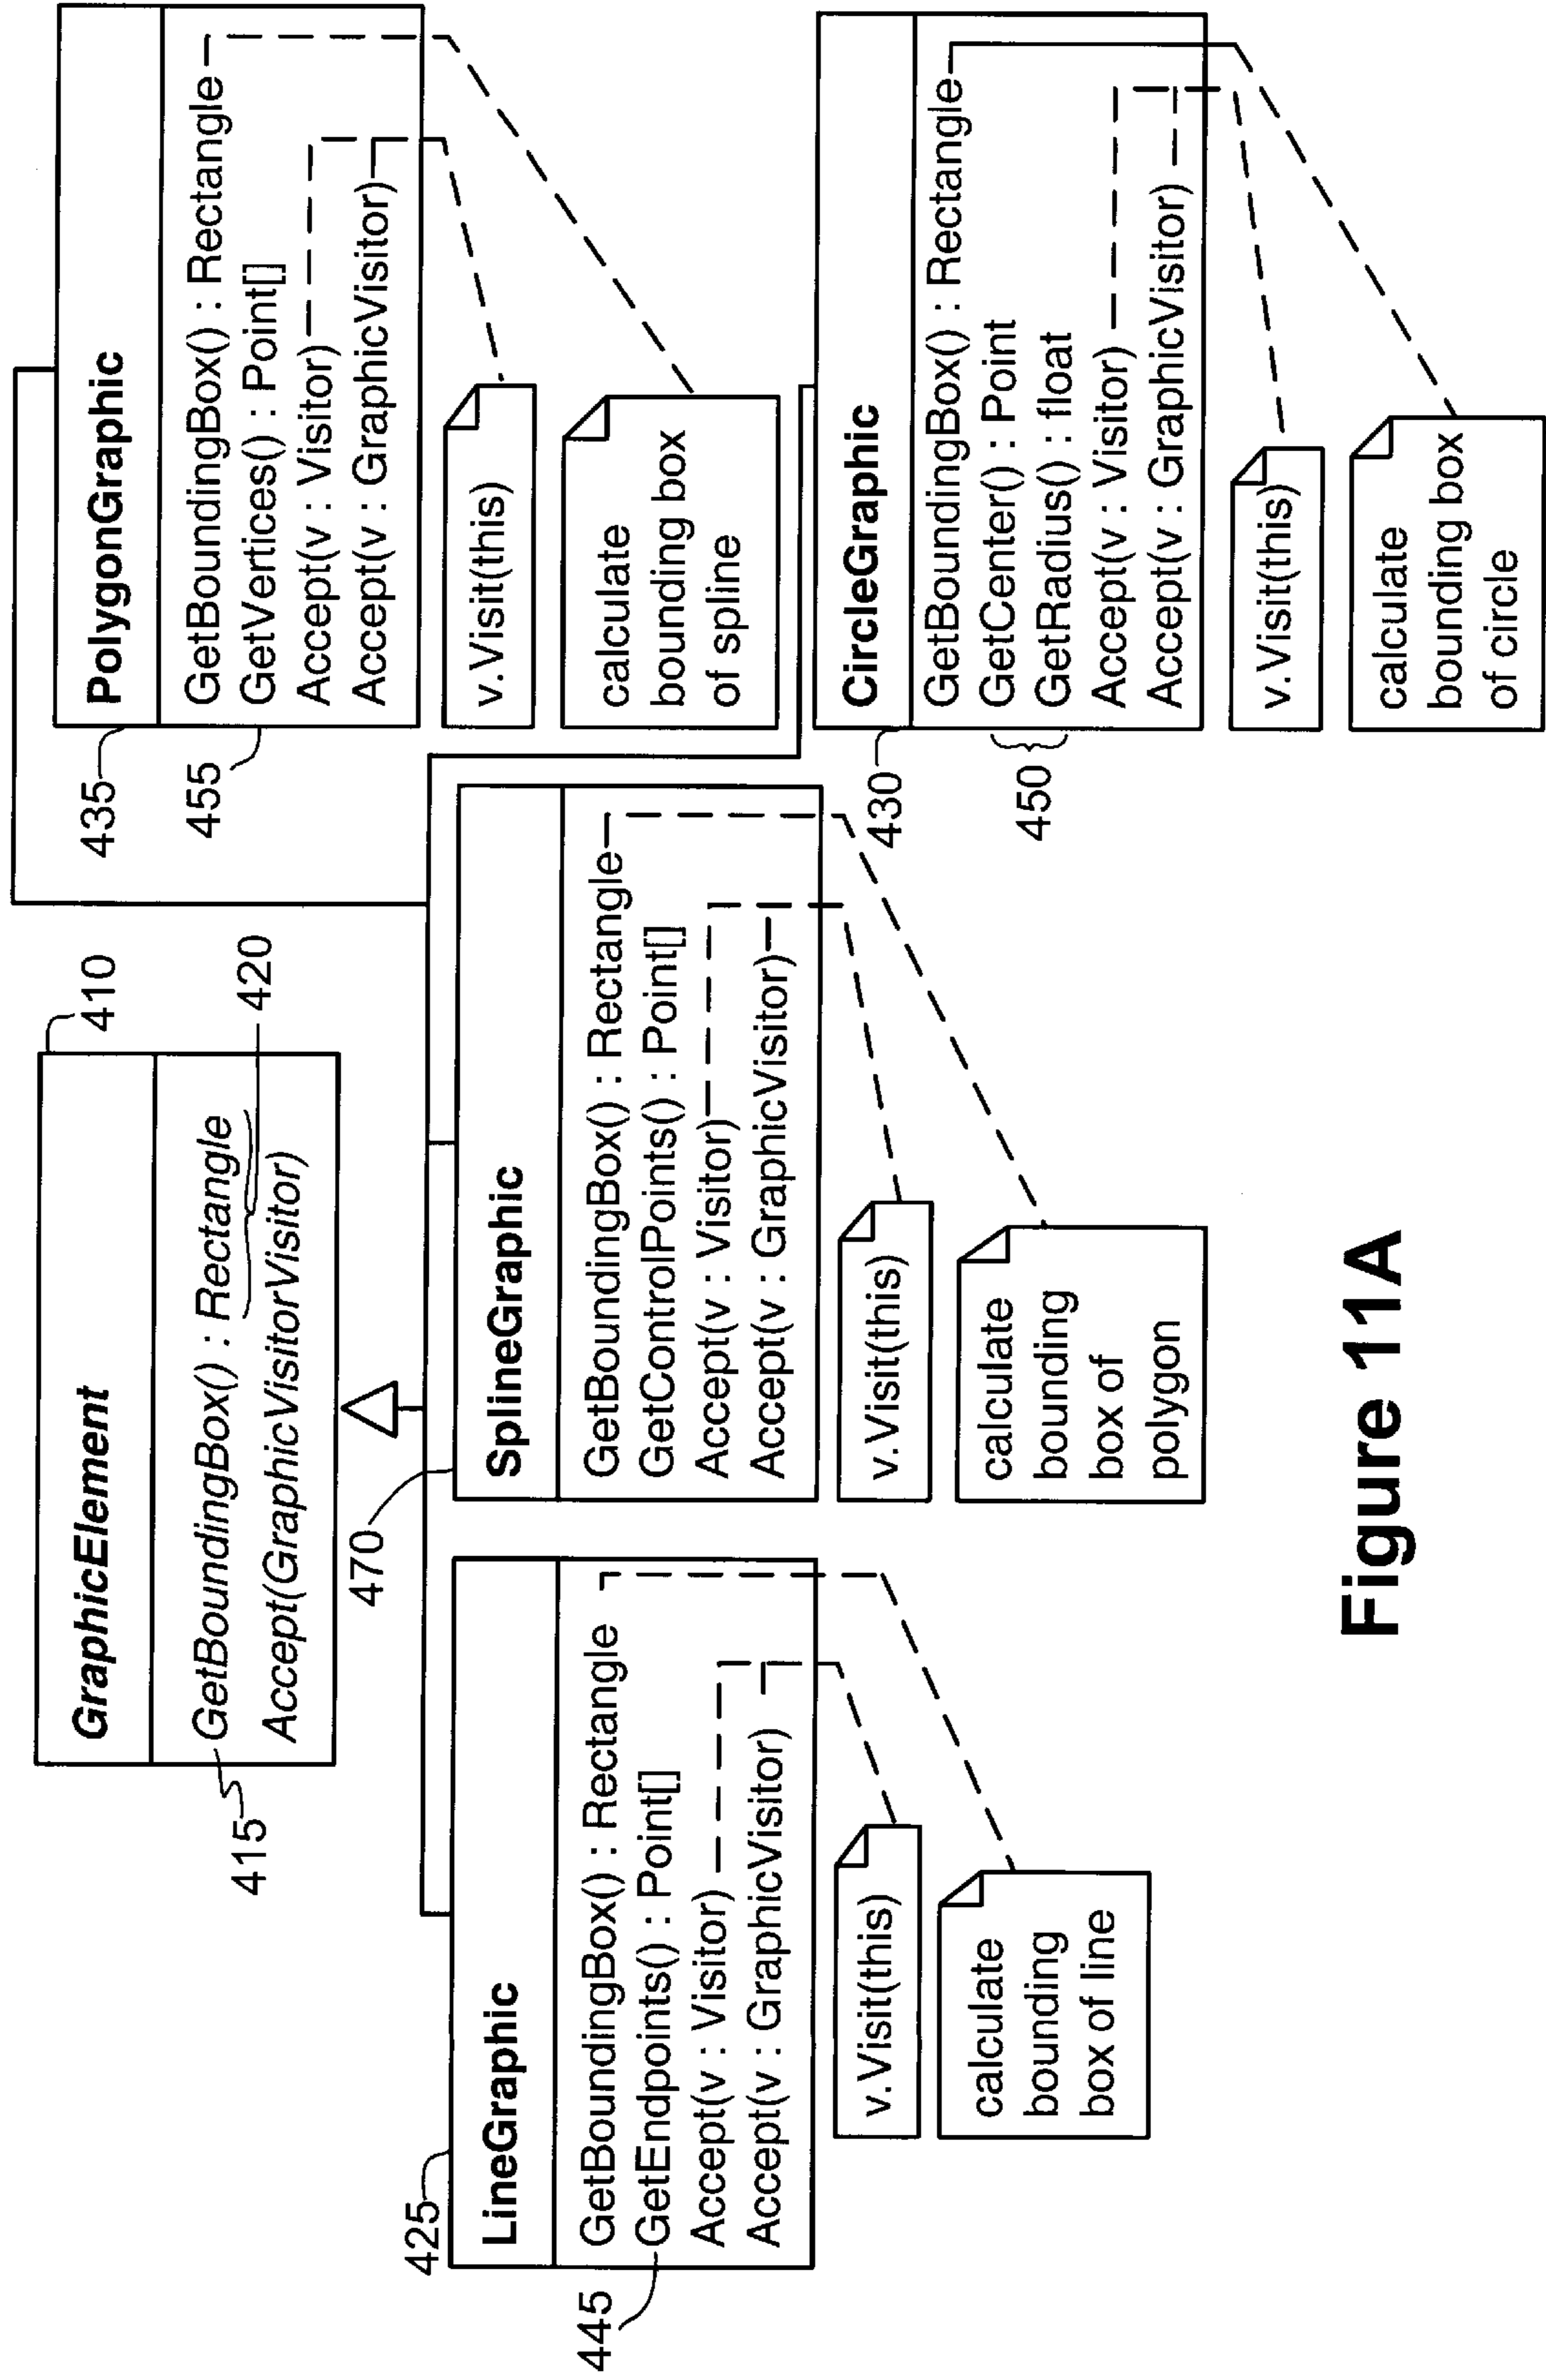 GraphicElement
410
GetBoundingBox() : Rectangle
Accept(GraphicVisitorVisitor)
415
420
425
LineGraphic
GetBoundingBox() : Rectangle
GetEndpoints() : Point[]
Accept(v : Visitor)
Accept(v : GraphicVisitor)
445
v.Visit(this)
calculate
bounding
box of line
470
SplineGraphic
GetBoundingBox() : Rectangle
GetControlPoints() : Point[]
Accept(v : Visitor)
Accept(v : GraphicVisitor)
v.Visit(this)
calculate
bounding
box of
polygon
435
PolygonGraphic
GetBoundingBox() : Rectangle
GetVertices() : Point[]
Accept(v : Visitor)
Accept(v : GraphicVisitor)
455
v.Visit(this)
calculate
bounding box
of spline
430
CircleGraphic
GetBoundingBox() : Rectangle
GetCenter() : Point
GetRadius() : float
Accept(v : Visitor)
Accept(v : GraphicVisitor)
450
v.Visit(this)
calculate
bounding box
of circle
Figure 11A